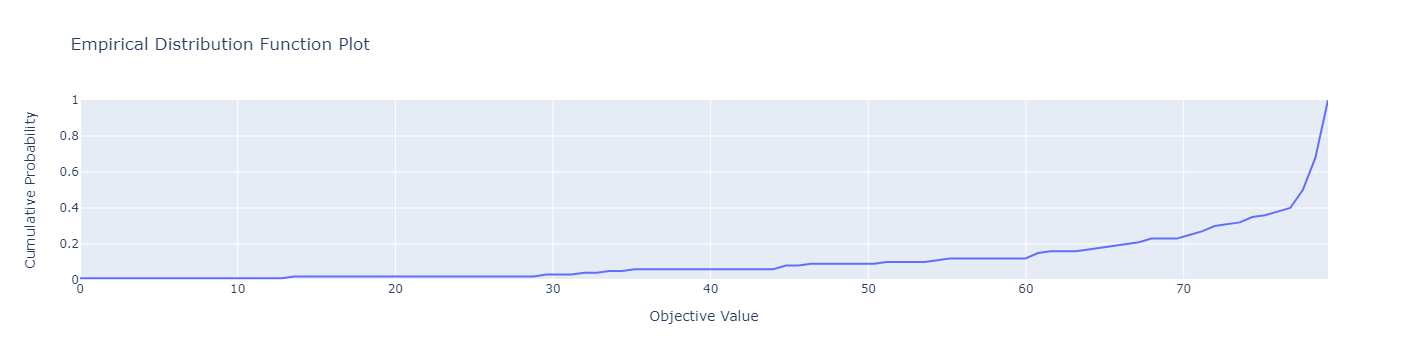 Empirical Distribution Function Plot
1
0.8
0.6
0.4
0.2
0
Cumulative Probability
0 10 20 30 40 50 60 70
Objective Value